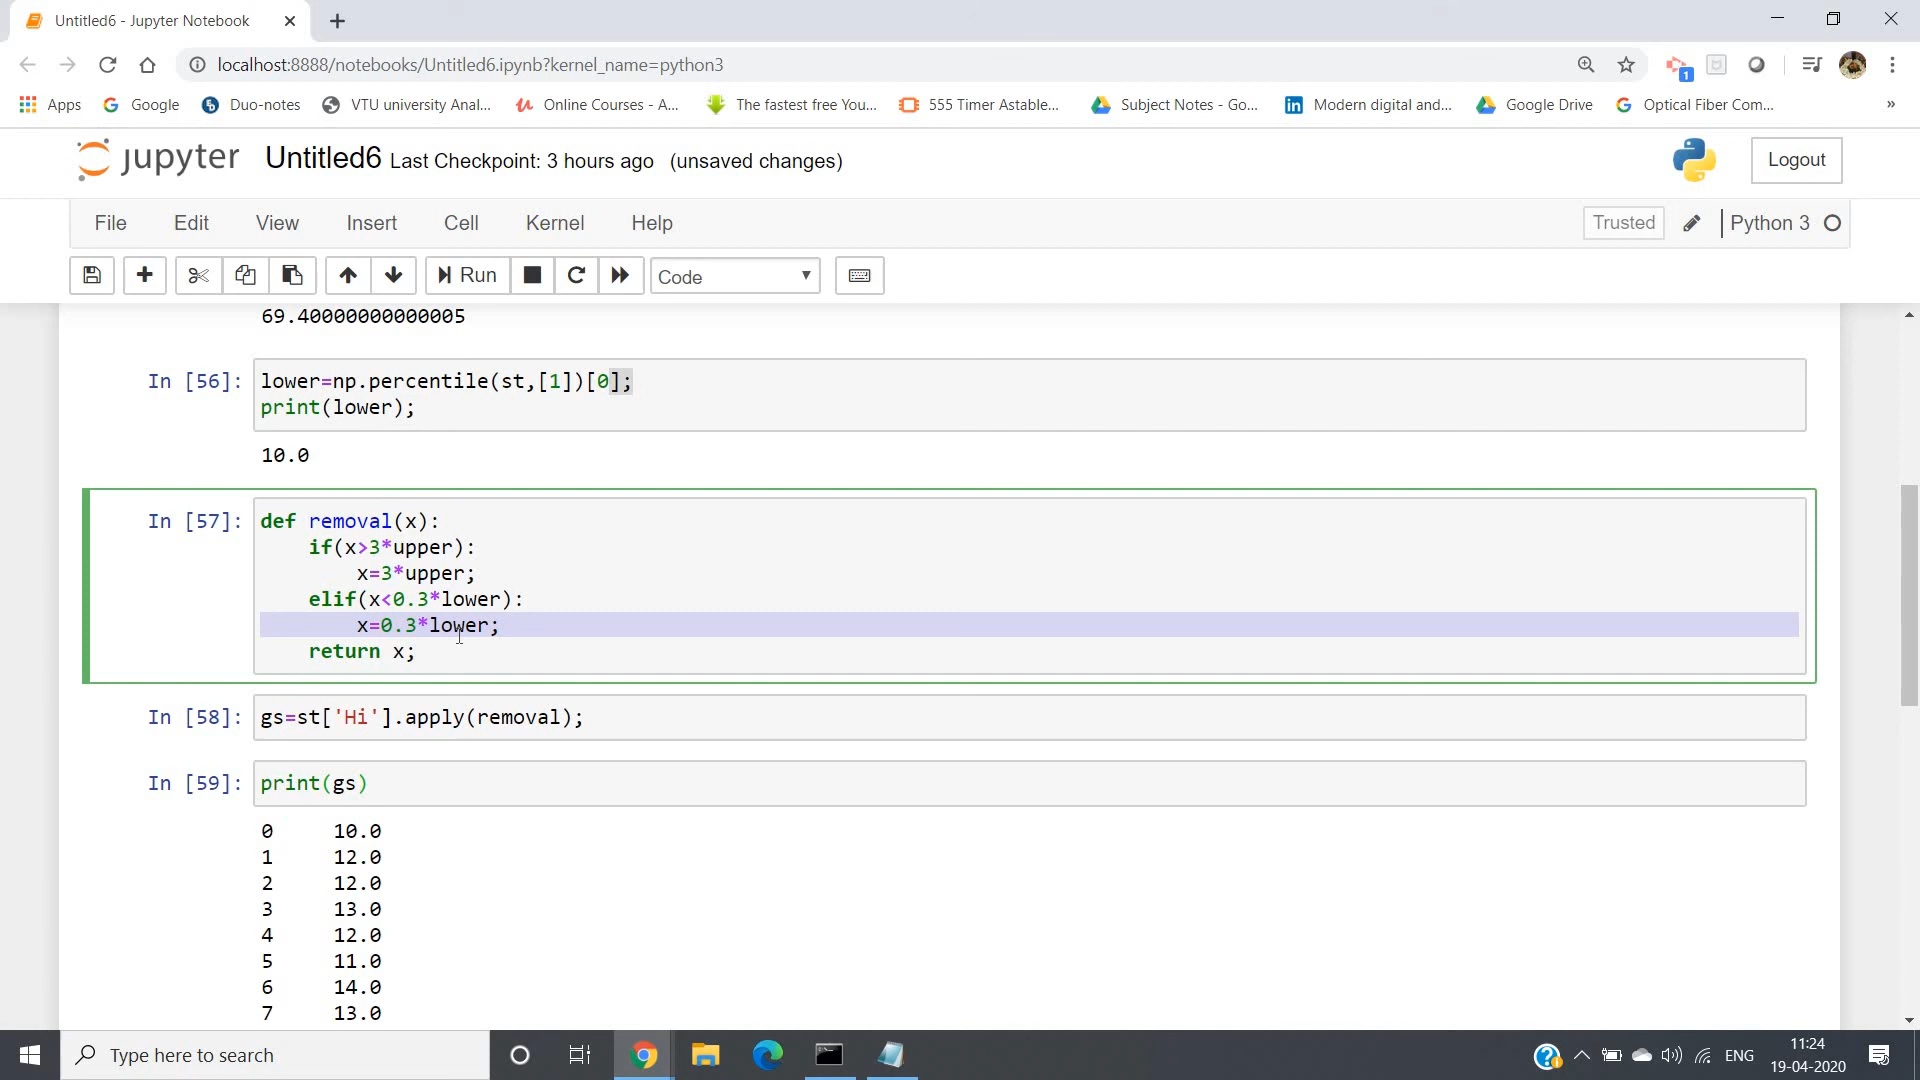 Untitled6 - Jupyter Notebook
localhost:8888/notebooks/Untitled6.ipynb?kernel_name=python3
1
Apps Google Duo-notes VTU university Anal... Online Courses - A... The fastest free You... 555 Timer Astable... Subject Notes - Go... Modern digital and... Google Drive Optical Fiber Com... »
jupyter Untitled6 Last Checkpoint: 3 hours ago (unsaved changes) Logout
File Edit View Insert Cell Kernel Help Trusted Python 3
Run Code
69.40000000000005
In [56]: lower=np.percentile(st,[1])[0];
print(lower);
10.0
In [57]: def removal(x):
if(x>3*upper):
x=3*upper;
elif(x<0.3*lower):
x=0.3*lower;
return x;
In [58]: gs=st['Hi'].apply(removal);
In [59]: print(gs)
0 10.0
1 12.0
2 12.0
3 13.0
4 12.0
5 11.0
6 14.0
7 13.0
Type here to search ENG 11:24
19-04-2020